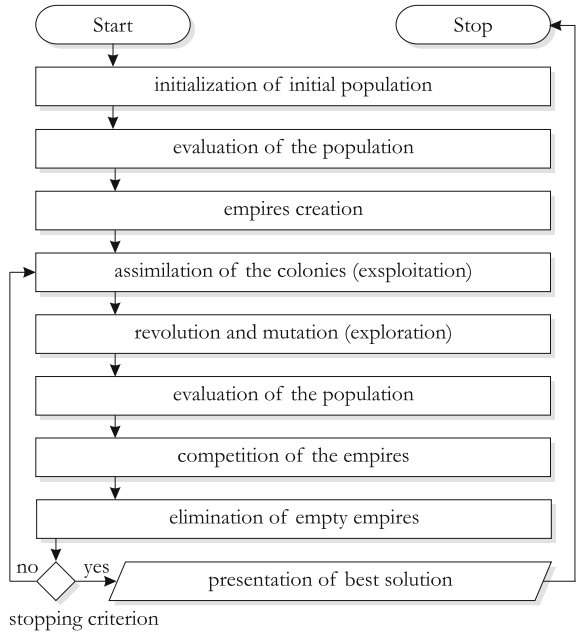 Start
Stop
initialization of initial population
evaluation of the population
empires creation
assimilation of the colonies (exsploitation)
revolution and mutation (exploration)
evaluation of the population
competition of the empires
elimination of empty empires
no
yes
presentation of best solution
stopping criterion